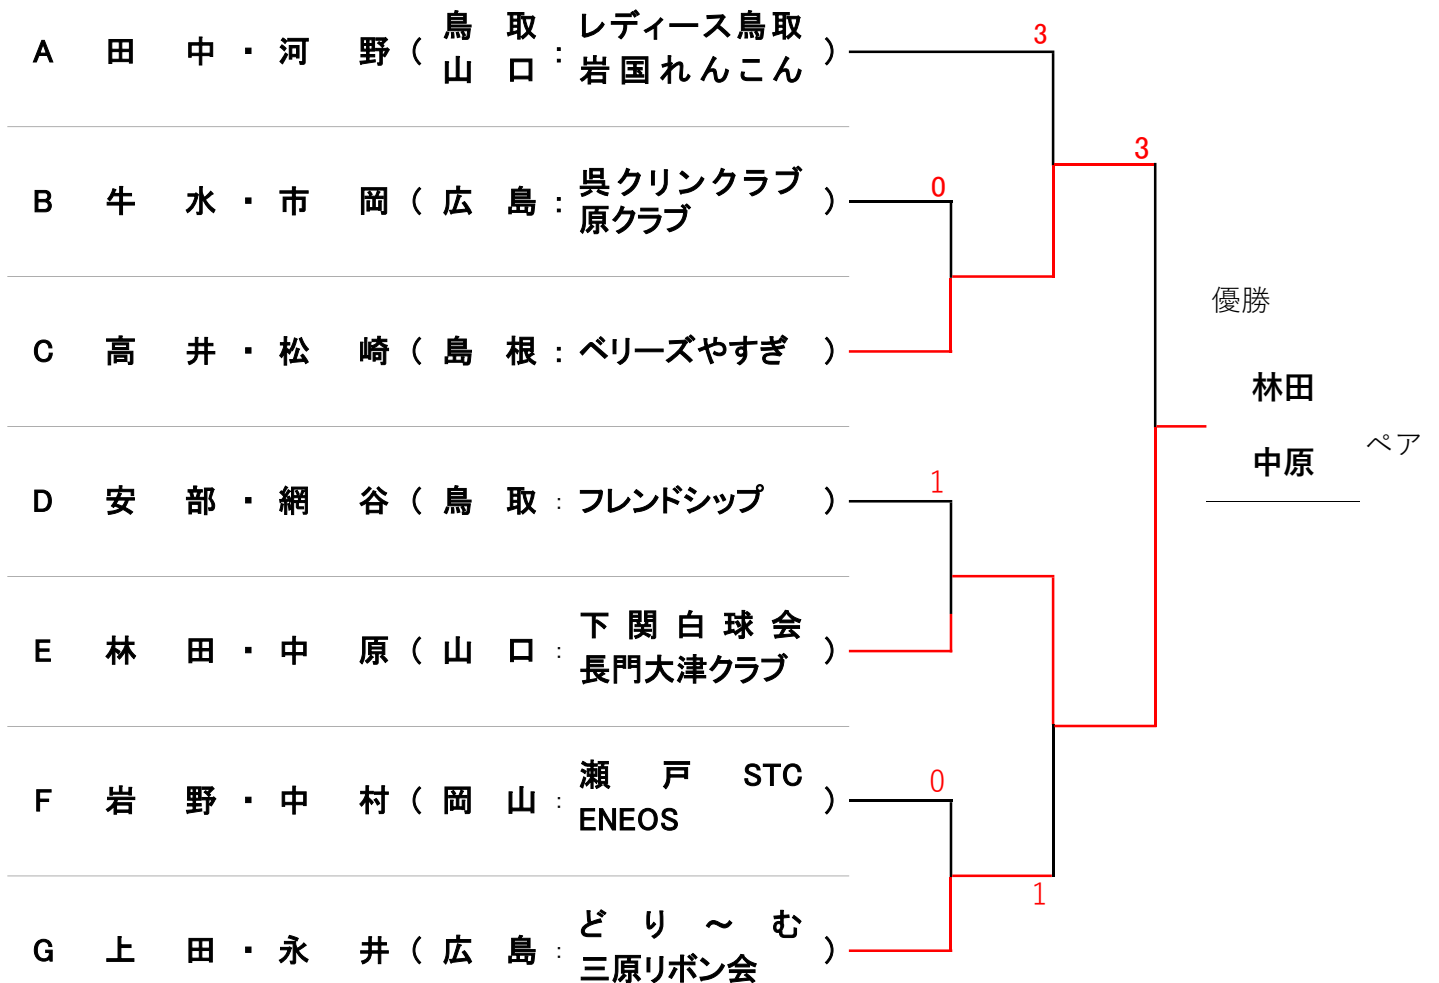 A 田中・河野(鳥取山口:レディース鳥取岩国れんこん) 3
3
B 牛水・市岡(広島:呉クリンクラブ原クラブ) 0
C 高井・松崎(島根:ベリーズやすぎ)
優勝
林田
中原
ペア
D 安部・網谷(鳥取:フレンドシップ) 1
E 林田・中原(山口:下関白球会長門大津クラブ)
F 岩野・中村(岡山:瀬戸STC ENEOS) 0
1
G 上田・永井(広島:どり～む三原リボン会)